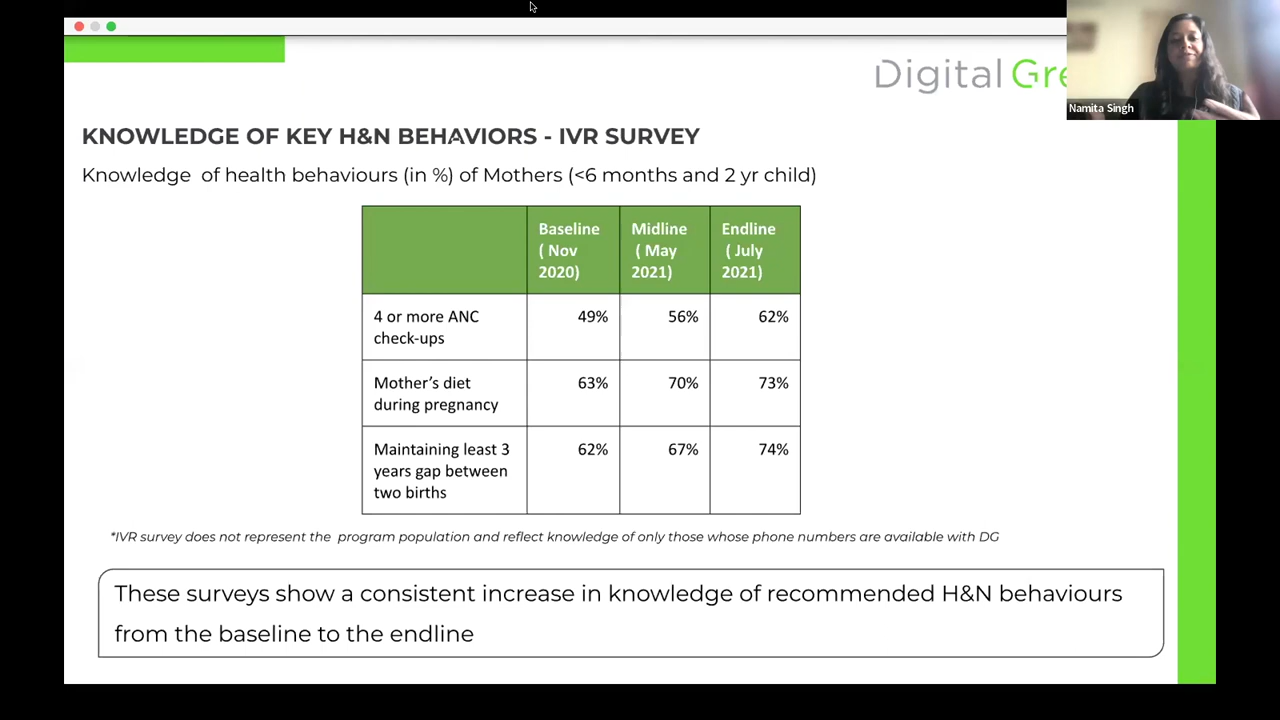 Digital Gre
Namita Singh
KNOWLEDGE OF KEY H&N BEHAVIORS - IVR SURVEY
Knowledge of health behaviours (in %) of Mothers (<6 months and 2 yr child)
Baseline
( Nov
2020)
Midline
( May
2021)
Endline
( July
2021)
4 or more ANC
check-ups
49%
56%
62%
Mother’s diet
during pregnancy
63%
70%
73%
Maintaining least 3
years gap between
two births
62%
67%
74%
*IVR survey does not represent the program population and reflect knowledge of only those whose phone numbers are available with DG
These surveys show a consistent increase in knowledge of recommended H&N behaviours
from the baseline to the endline